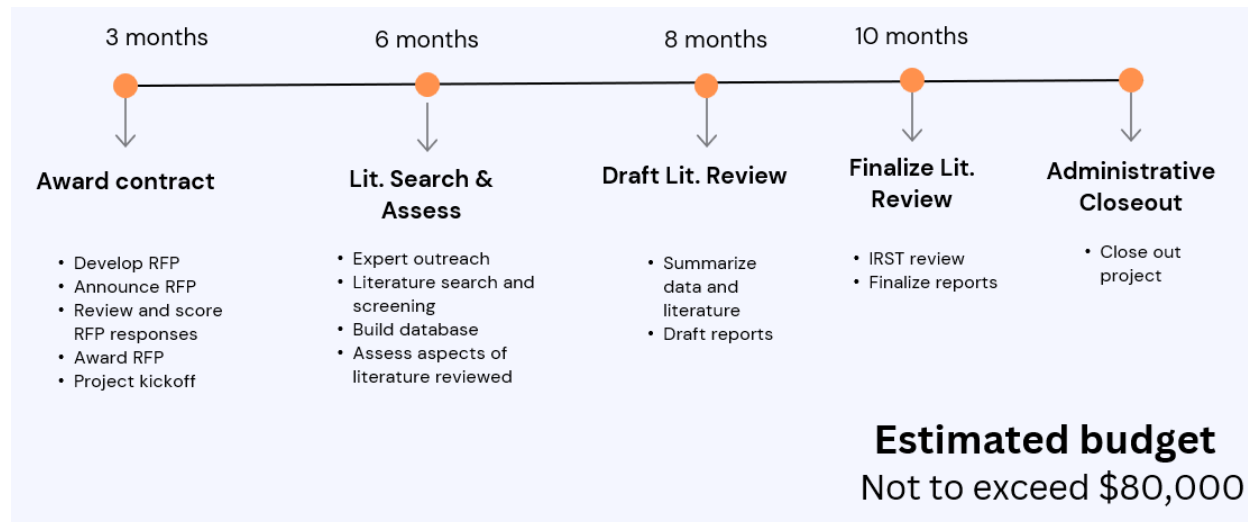 3 months
6 months
8 months
10 months
Award contract
• Develop RFP
• Announce RFP
• Review and score
RFP responses
• Award RFP
• Project kickoff
Lit. Search &
Assess
• Expert outreach
• Literature search and
screening
• Build database
• Assess aspects of
literature reviewed
Draft Lit. Review
• Summarize
data and
literature
• Draft reports
Finalize Lit.
Review
• IRST review
• Finalize reports
Administrative
Closeout
• Close out
project
Estimated budget
Not to exceed $80,000